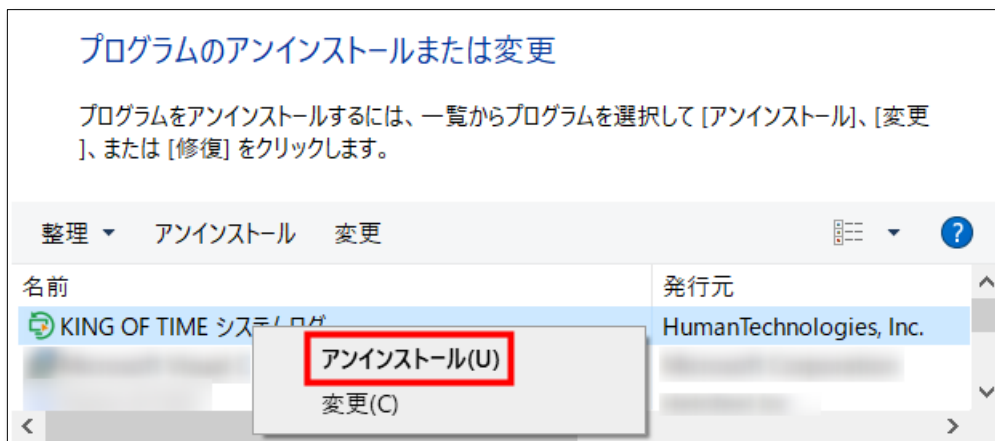 プログラムのアンインストールまたは変更
プログラムをアンインストールするには、一覧からプログラムを選択して [アンインストール]、[変更
]、または [修復] をクリックします。
整理 アンインストール 変更
名前 発行元
KING OF TIME システムログ HumanTechnologies, Inc.
アンインストール(U)
変更(C)